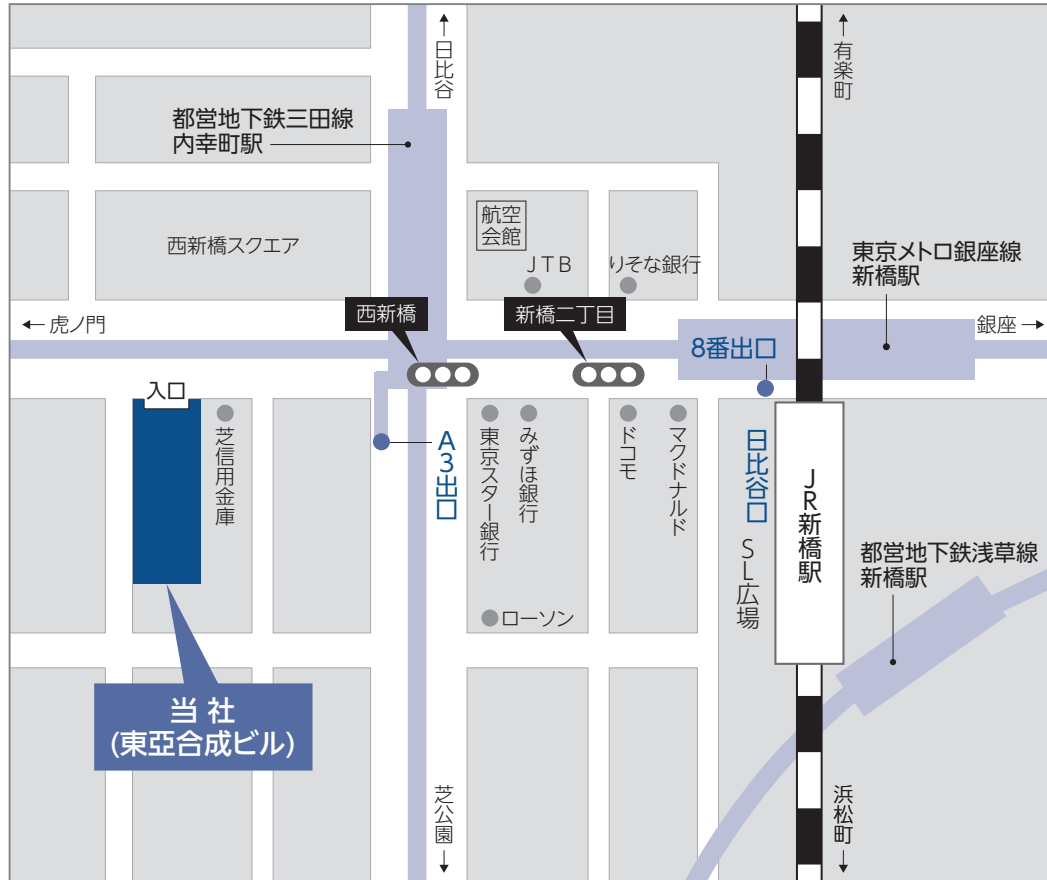 ↑日比谷
↑有楽町
都営地下鉄三田線
内幸町駅
西新橋スクエア
航空
会館
JTB
りそな銀行
東京メトロ銀座線
新橋駅
←虎ノ門
西新橋
新橋二丁目
銀座→
8番出口
入口
芝信用金庫
A3出口
東京スター銀行
みずほ銀行
ドコモ
マクドナルド
日比谷口
SL広場
JR新橋駅
都営地下鉄浅草線
新橋駅
ローソン
当社
(東亞合成ビル)
芝公園↓
浜松町↓